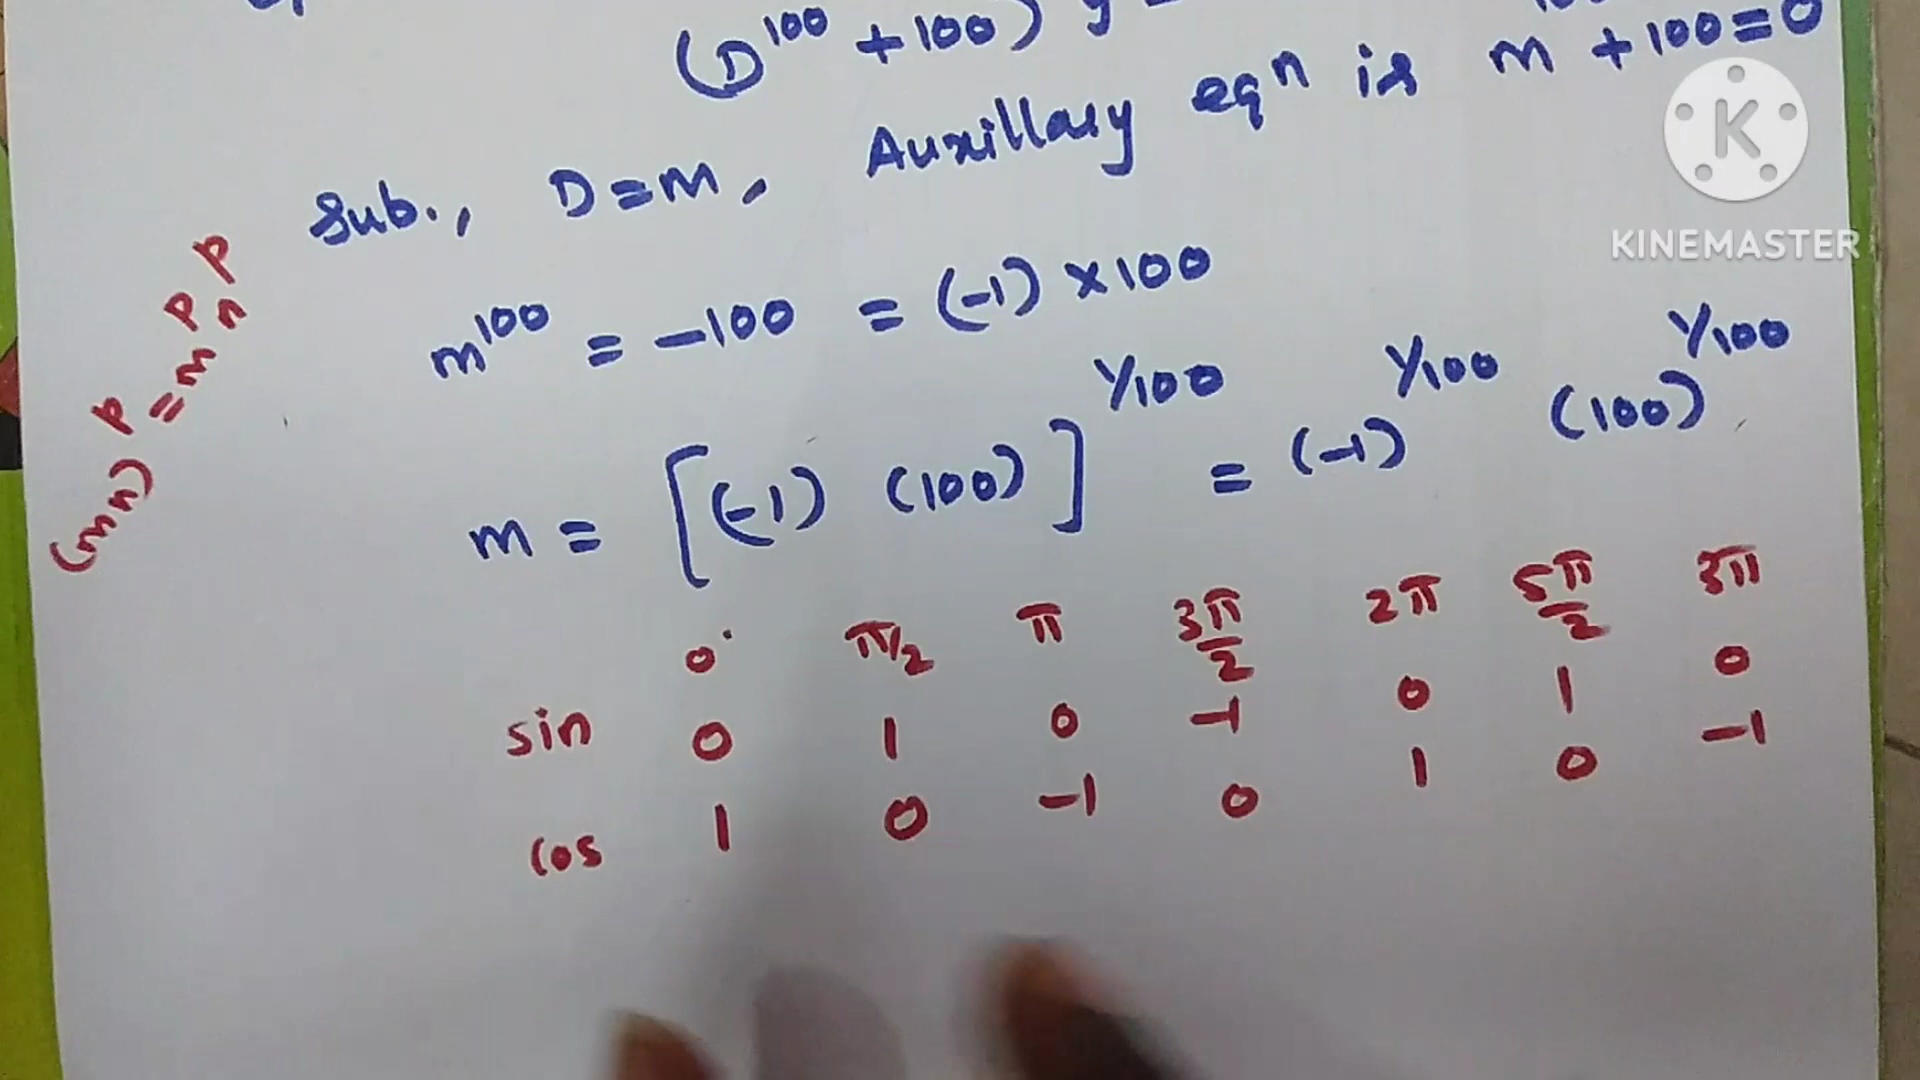 (D¹⁰⁰ + 100) y =
Sub., D = m, Auxillary eqn is m¹⁰⁰ + 100 = 0
m¹⁰⁰ = -100 = (-1) × 100
m = [(-1) (100)]^1/100 = (-1)^1/100 (100)^1/100
(mn)^p = m^p n^p
0° π/2 π 3π/2 2π 5π/2 3π
sin 0 1 0 -1 0 1 0
cos 1 0 -1 0 1 0 -1
K
KINEMASTER